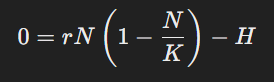 0 = rN (1 − N/K) − H